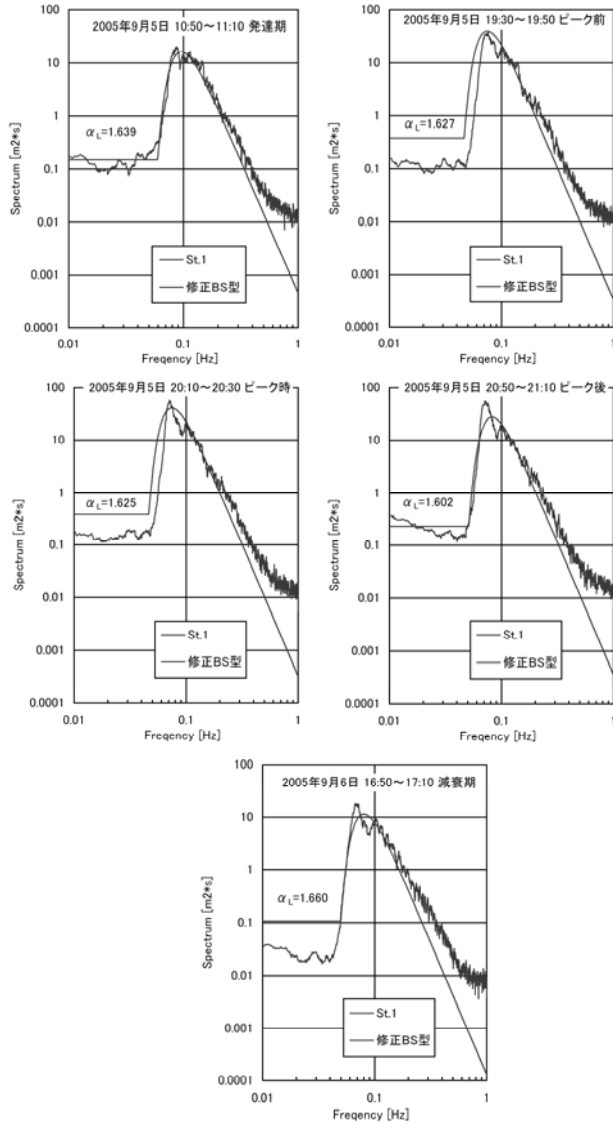 2005年9月5日 10:50～11:10 発達期
100
10
1
0.1
0.01
0.001
0.0001
Spectrum [m2*s]
αL=1.639
St.1
修正BS型
0.01
0.1
1
Freqency [Hz]
2005年9月5日 19:30～19:50 ピーク前
100
10
1
0.1
0.01
0.001
0.0001
Spectrum [m2*s]
αL=1.627
St.1
修正BS型
0.01
0.1
1
Freqency [Hz]
2005年9月5日 20:10～20:30 ピーク時
100
10
1
0.1
0.01
0.001
0.0001
Spectrum [m2*s]
αL=1.625
St.1
修正BS型
0.01
0.1
1
Freqency [Hz]
2005年9月5日 20:50～21:10 ピーク後
100
10
1
0.1
0.01
0.001
0.0001
Spectrum [m2*s]
αL=1.602
St.1
修正BS型
0.01
0.1
1
Freqency [Hz]
2005年9月6日 16:50～17:10 減衰期
100
10
1
0.1
0.01
0.001
0.0001
Spectrum [m2*s]
αL=1.660
St.1
修正BS型
0.01
0.1
1
Freqency [Hz]